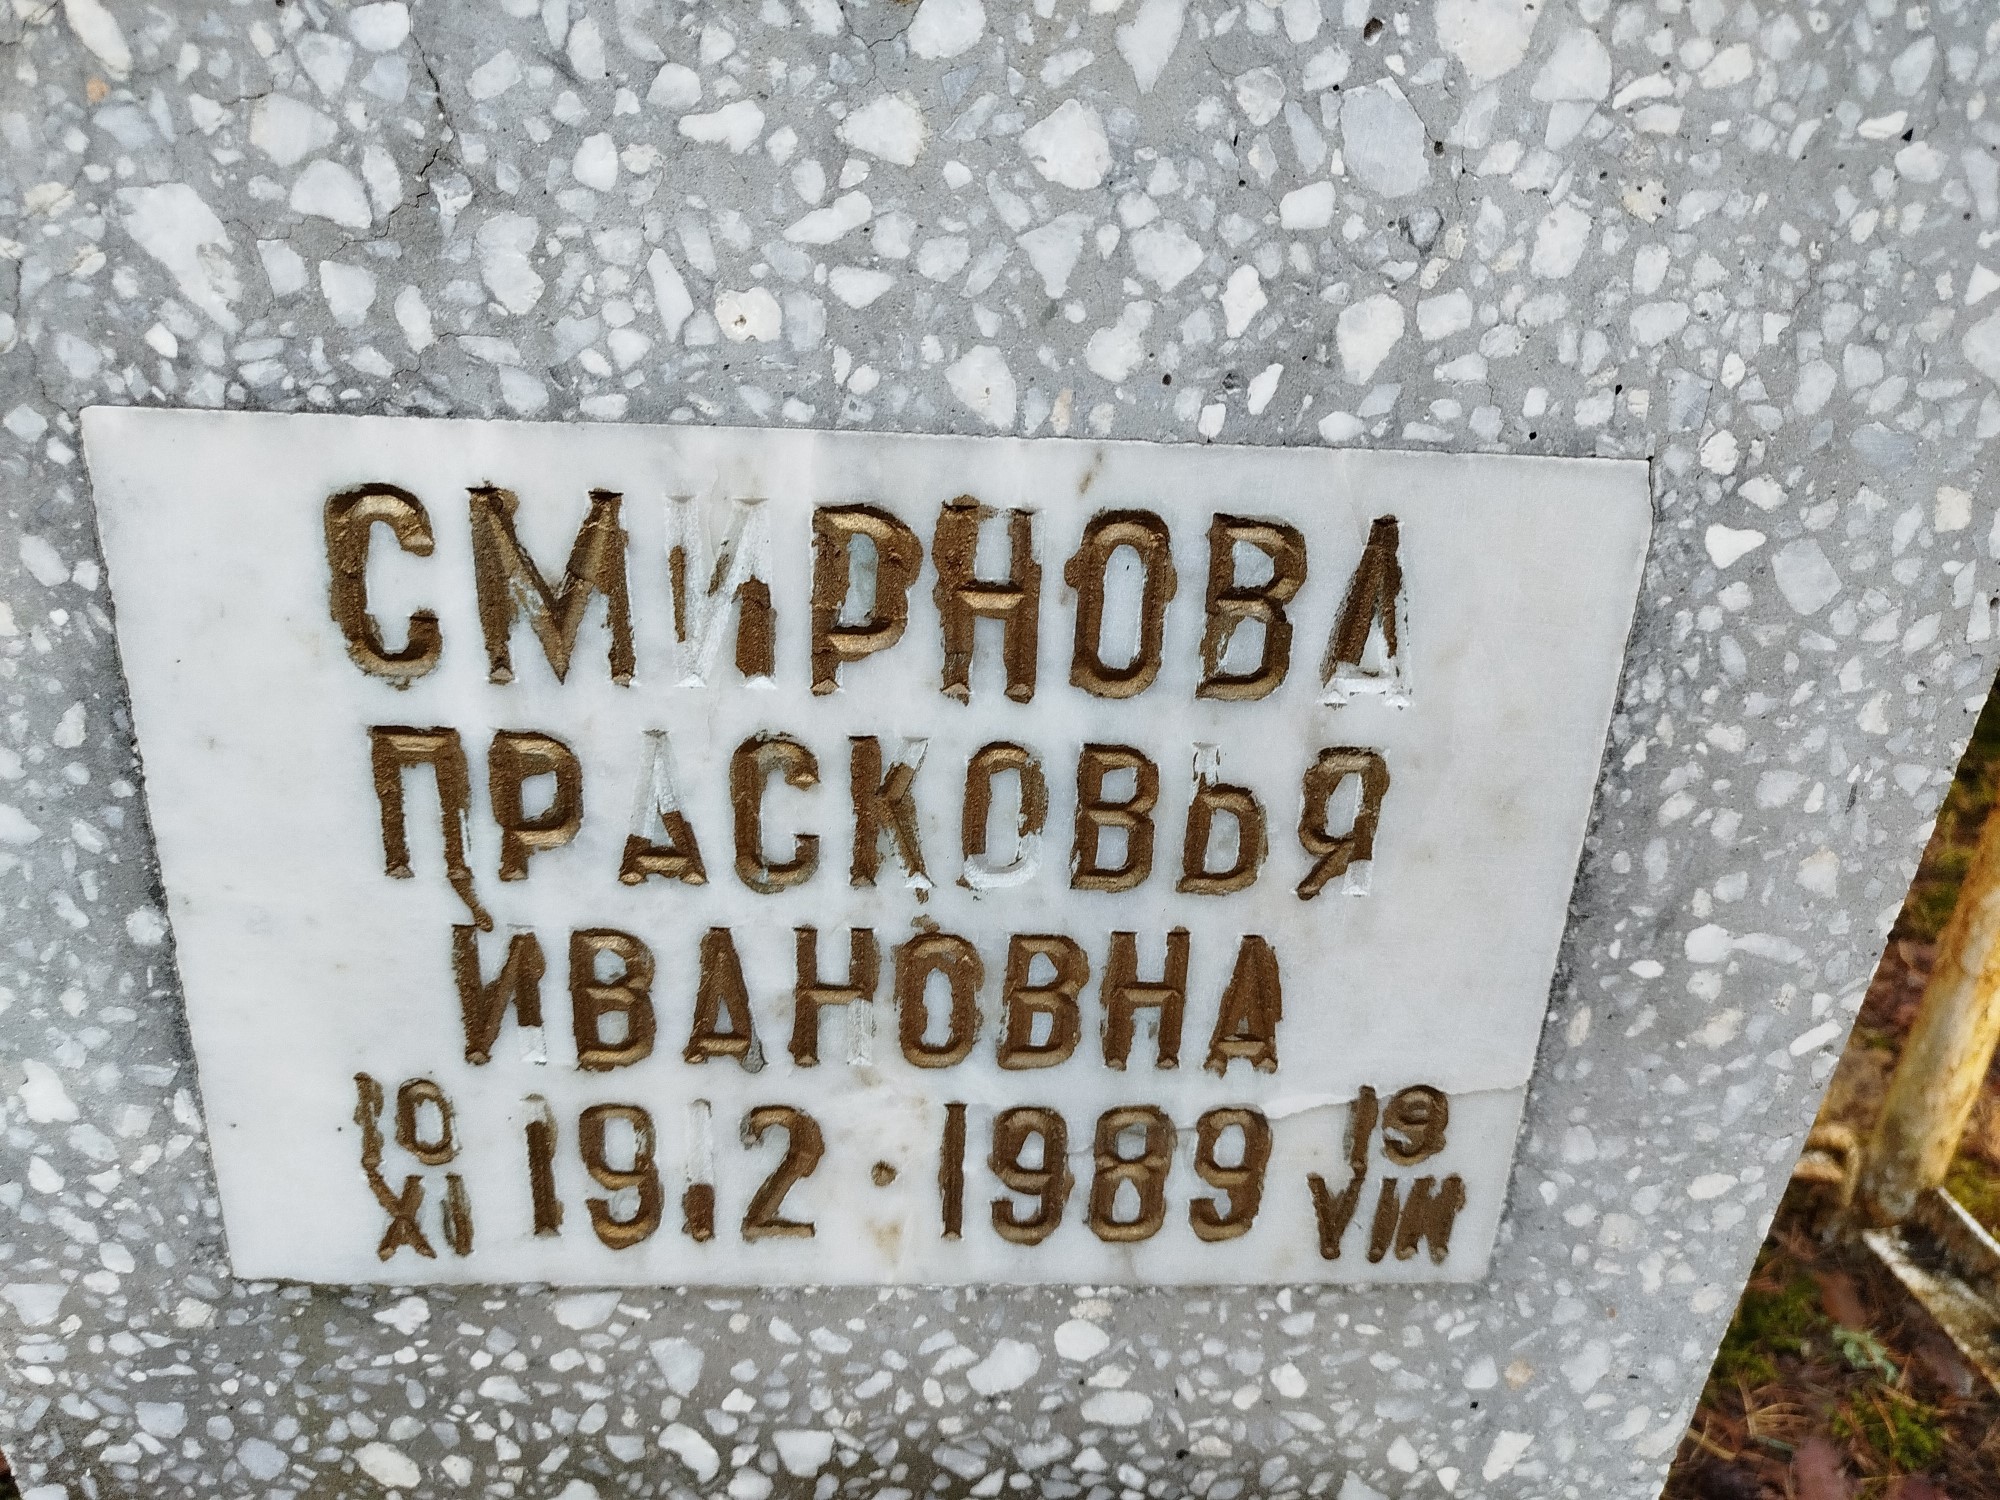 СМИРНОВА
ПРАСКОВЬЯ
ИВАНОВНА
10 XI 1912 · 1989 19 VIII